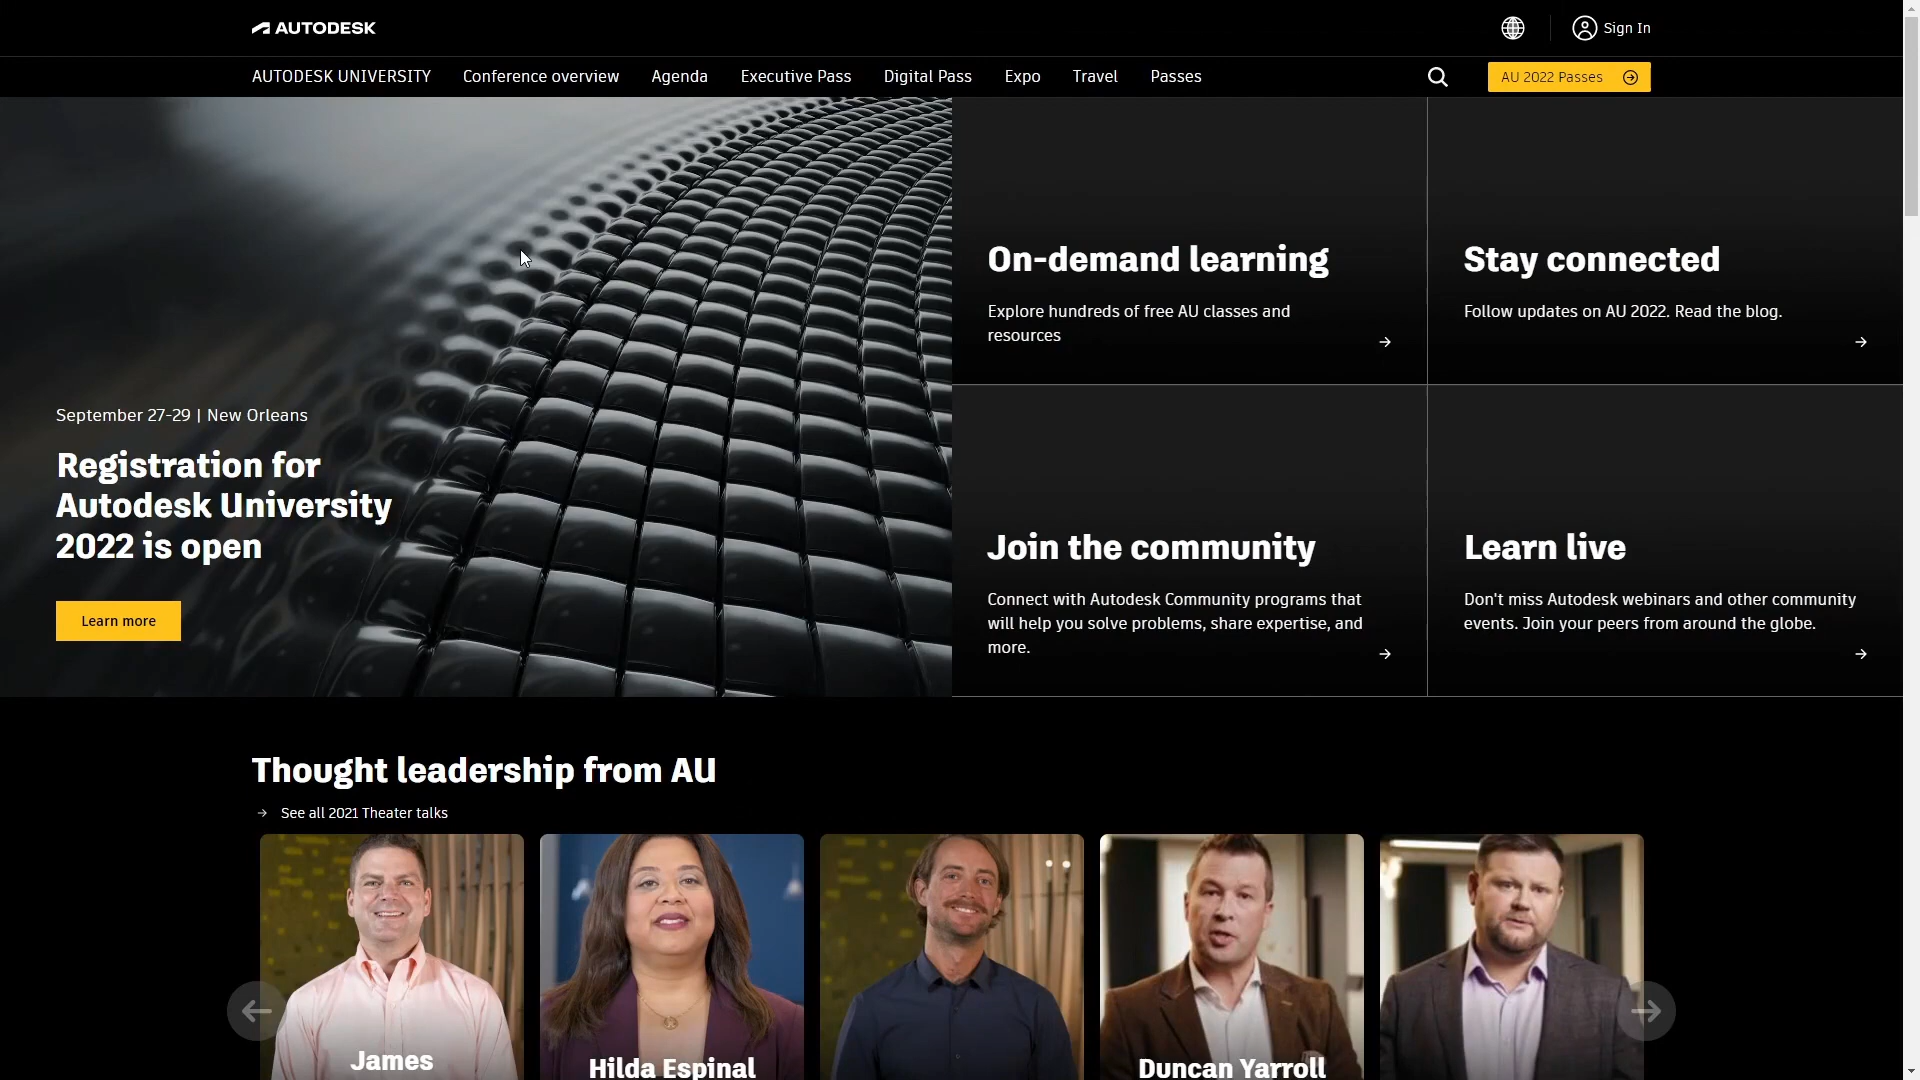 AUTODESK
Sign In
AUTODESK UNIVERSITY Conference overview Agenda Executive Pass Digital Pass Expo Travel Passes
AU 2022 Passes
September 27-29 | New Orleans
Registration for
Autodesk University
2022 is open
Learn more
On-demand learning
Explore hundreds of free AU classes and
resources
Stay connected
Follow updates on AU 2022. Read the blog.
Join the community
Connect with Autodesk Community programs that
will help you solve problems, share expertise, and
more.
Learn live
Don't miss Autodesk webinars and other community
events. Join your peers from around the globe.
Thought leadership from AU
See all 2021 Theater talks
James
Hilda Espinal
Duncan Yarroll